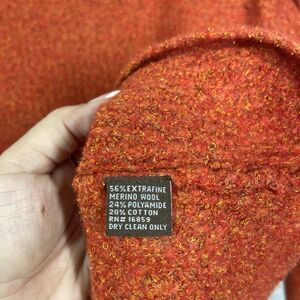 56% EXTRAFINE
MERINO WOOL
24% POLYAMIDE
20% COTTON
RN# 16859
DRY CLEAN ONLY